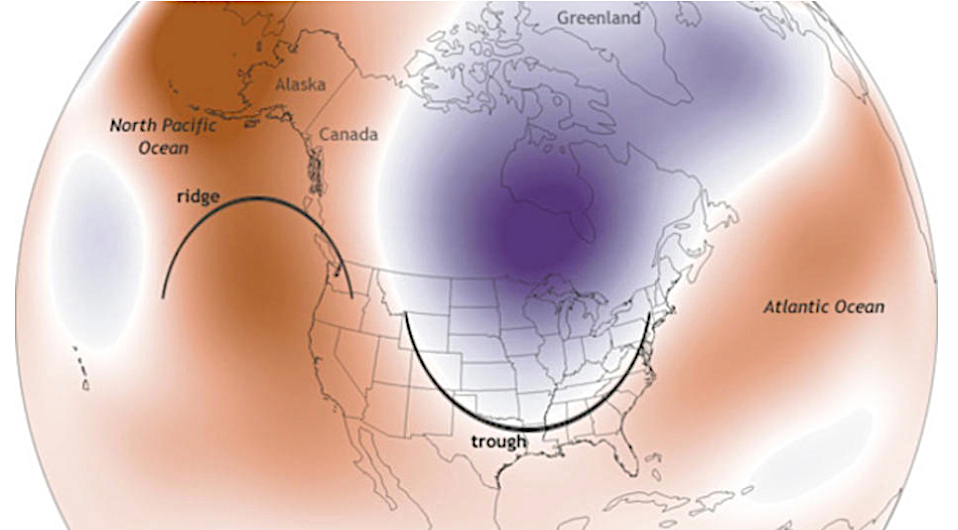 Greenland
Alaska
North Pacific
Ocean
Canada
ridge
Atlantic Ocean
trough